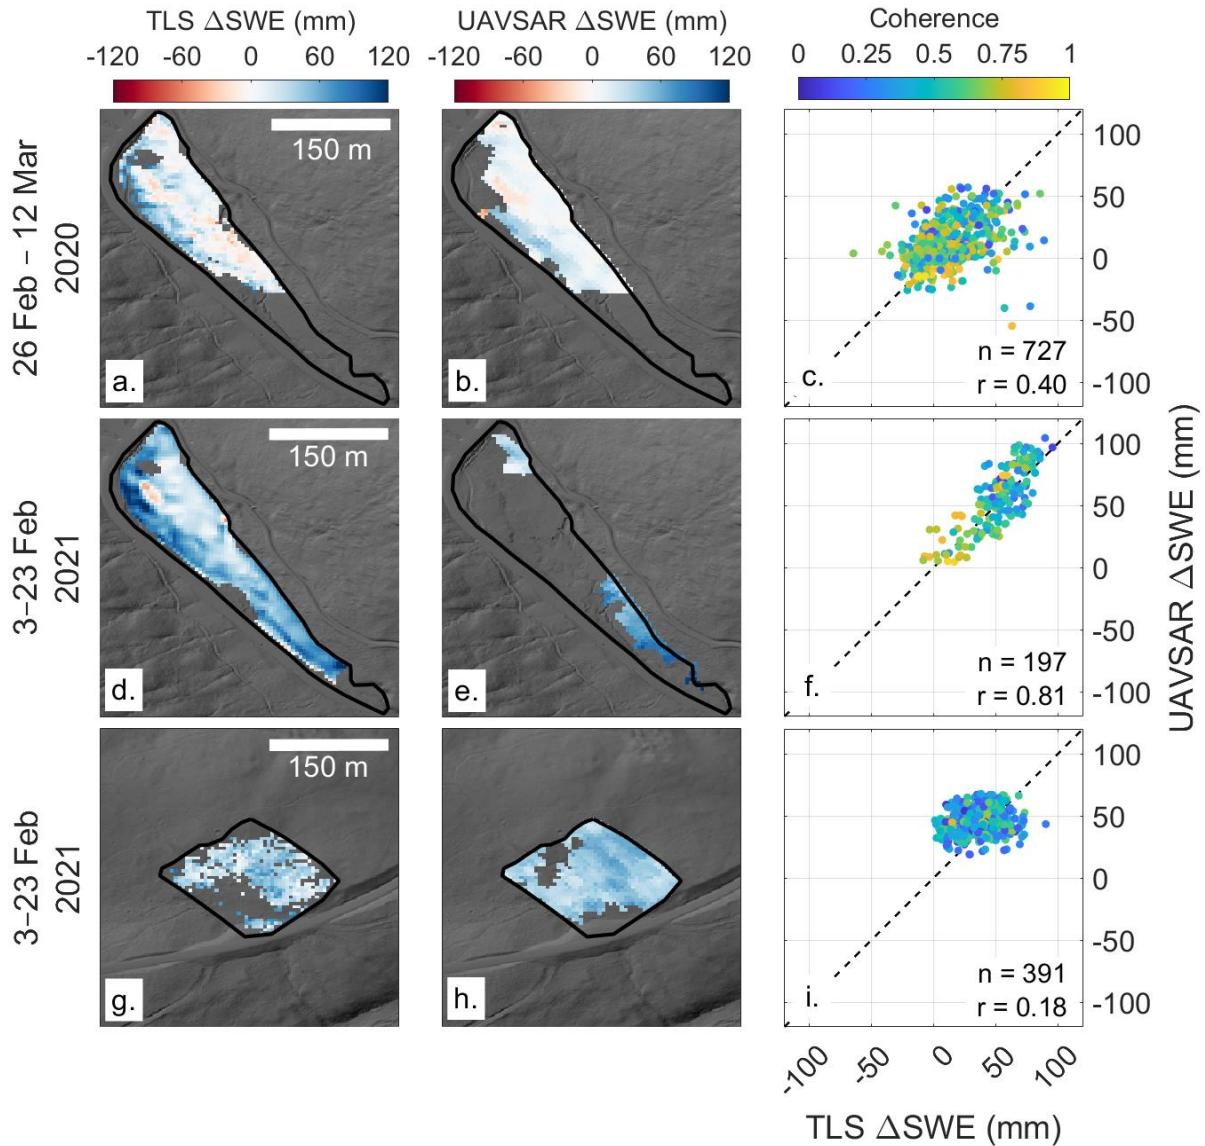 TLS ΔSWE (mm)
-120 -60 0 60 120
UAVSAR ΔSWE (mm)
-120 -60 0 60 120
Coherence
0 0.25 0.5 0.75 1
26 Feb – 12 Mar
2020
150 m
a.
150 m
b.
c.
n = 727
r = 0.40
100
50
0
-50
-100
3–23 Feb
2021
150 m
d.
e.
f.
n = 197
r = 0.81
100
50
0
-50
-100
UAVSAR ΔSWE (mm)
3–23 Feb
2021
150 m
g.
h.
i.
n = 391
r = 0.18
100
50
0
-50
-100
-100 -50 0 50 100
TLS ΔSWE (mm)